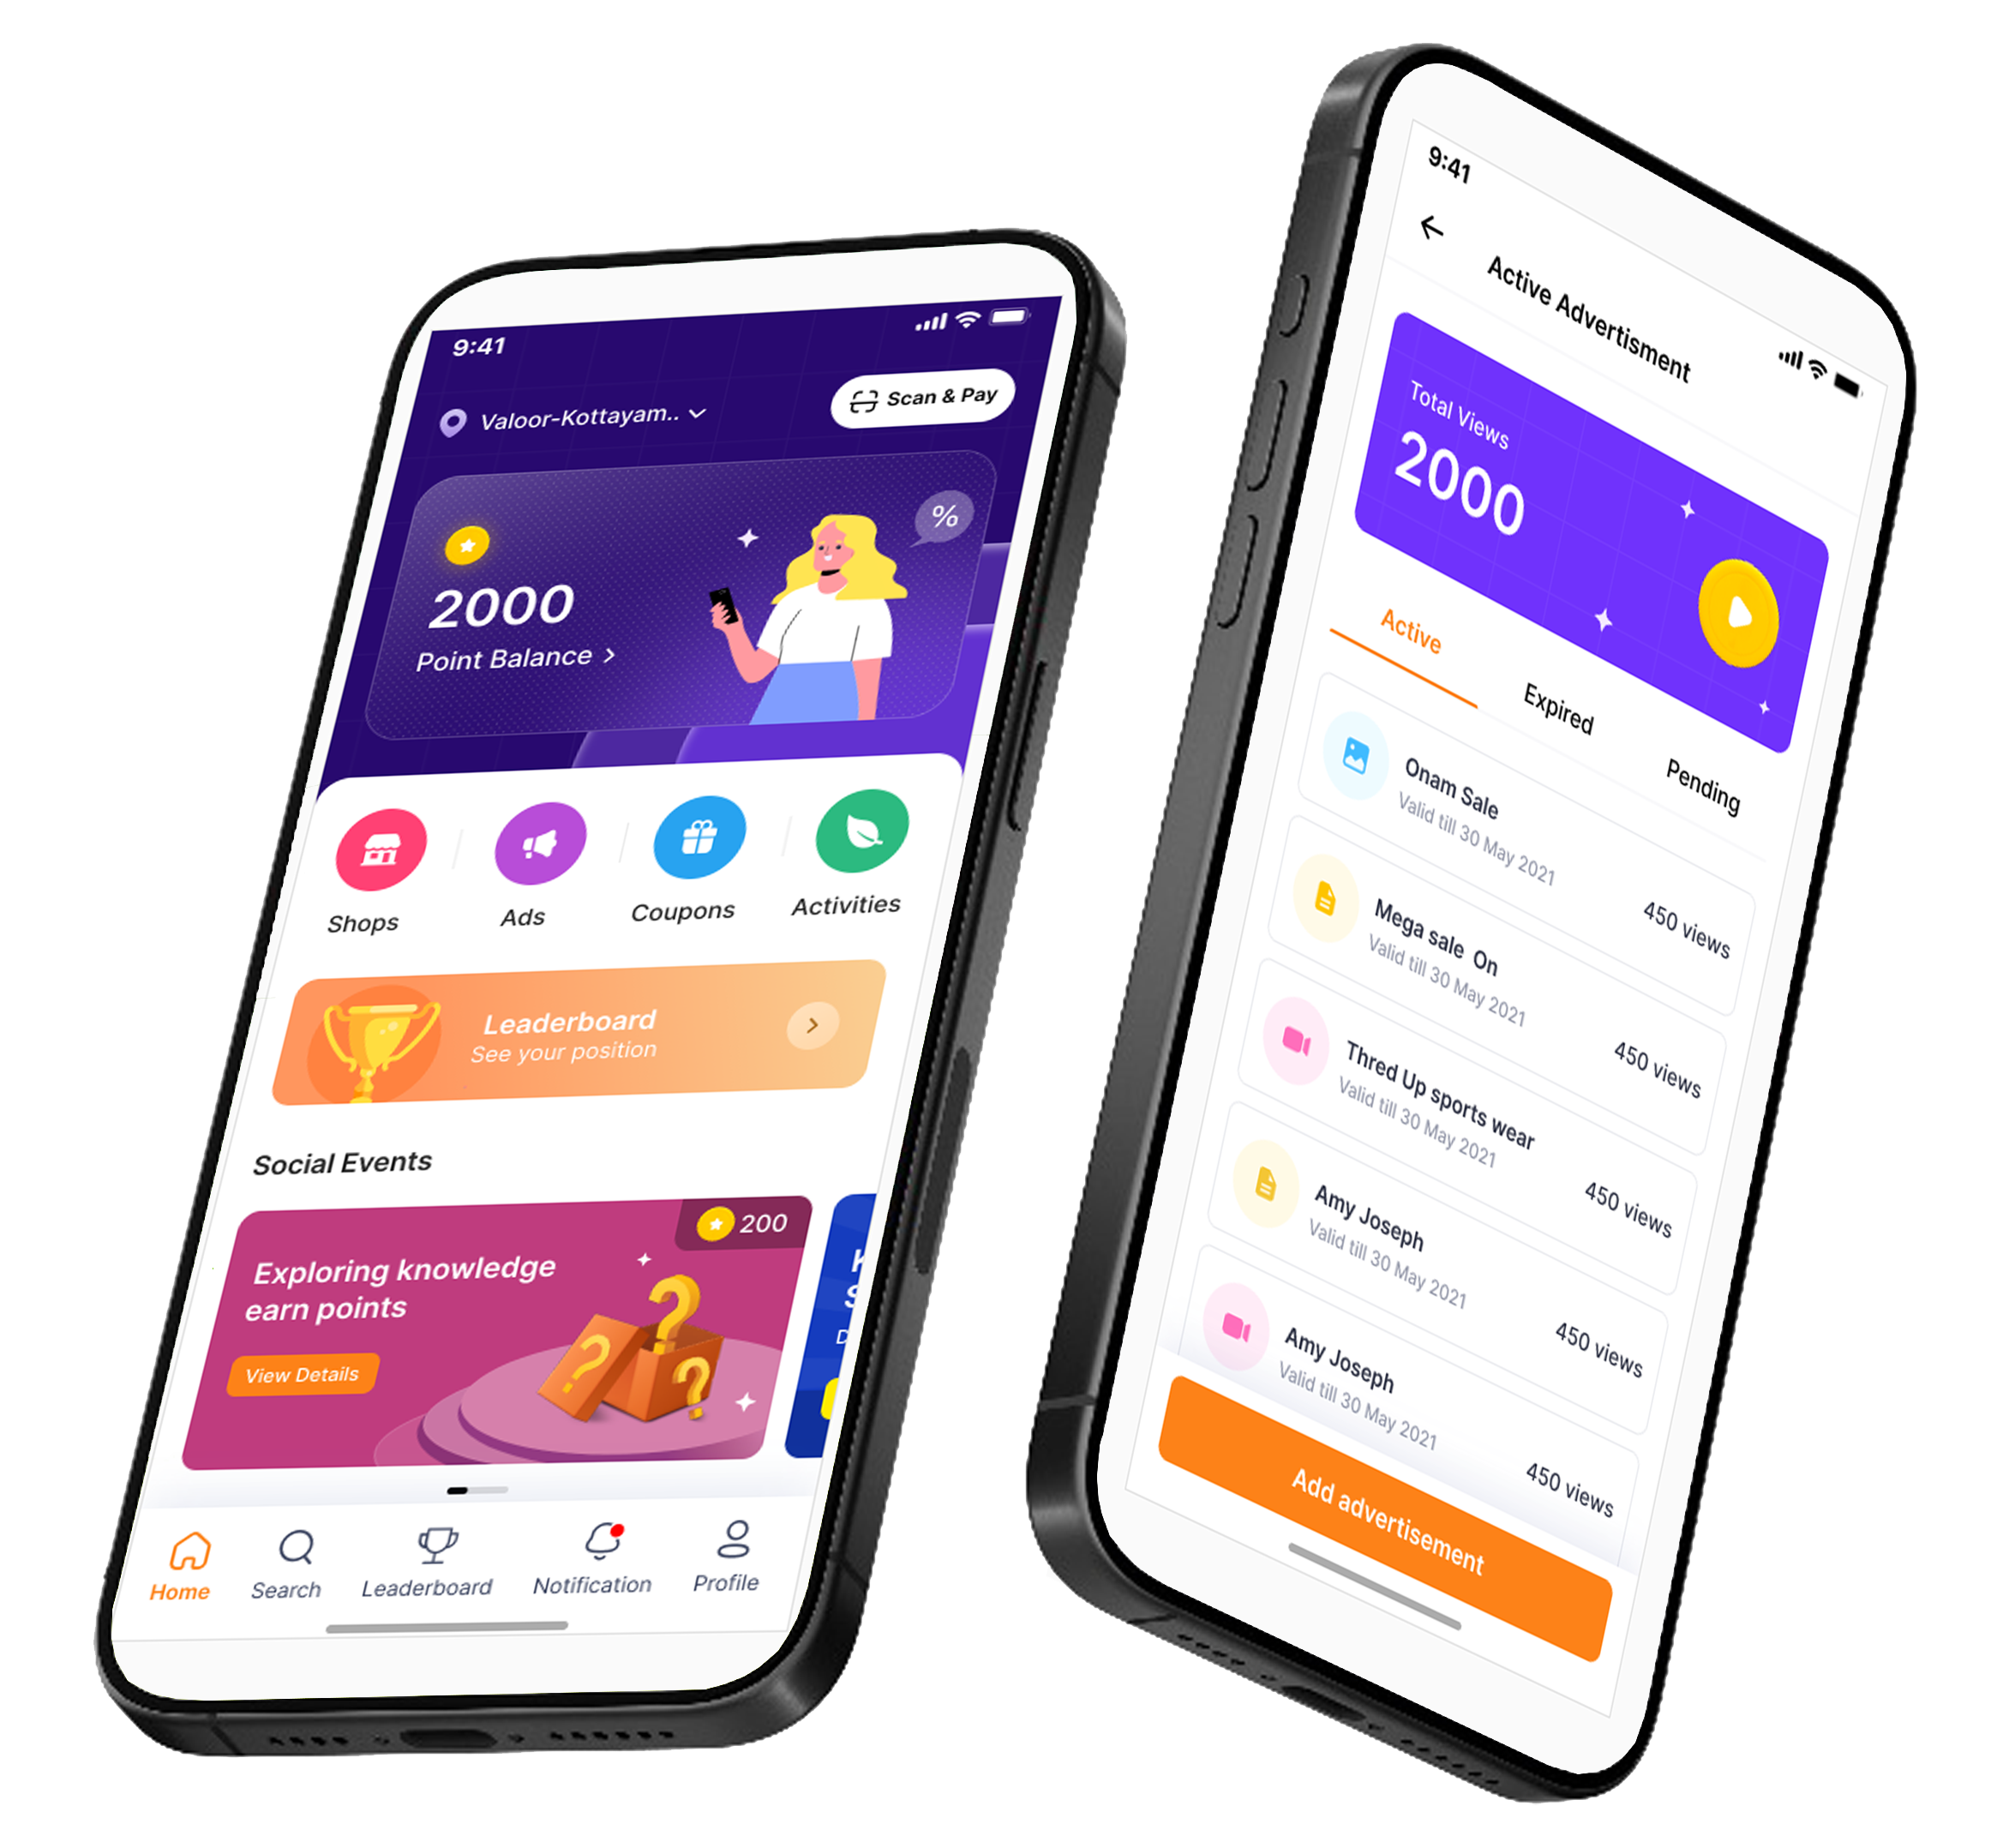 9:41
Valoor-Kottayam..
Scan & Pay
%
2000
Point Balance >
Shops
Ads
Coupons
Activities
Leaderboard
See your position
Social Events
200
Exploring knowledge
earn points
View Details
Home
Search
Leaderboard
Notification
Profile
9:41
Active Advertisment
Total Views
2000
Active
Expired
Pending
Onam Sale
Valid till 30 May 2021
450 views
Mega sale On
Valid till 30 May 2021
450 views
Thred Up sports wear
Valid till 30 May 2021
450 views
Amy Joseph
Valid till 30 May 2021
450 views
Amy Joseph
Valid till 30 May 2021
450 views
Add advertisement